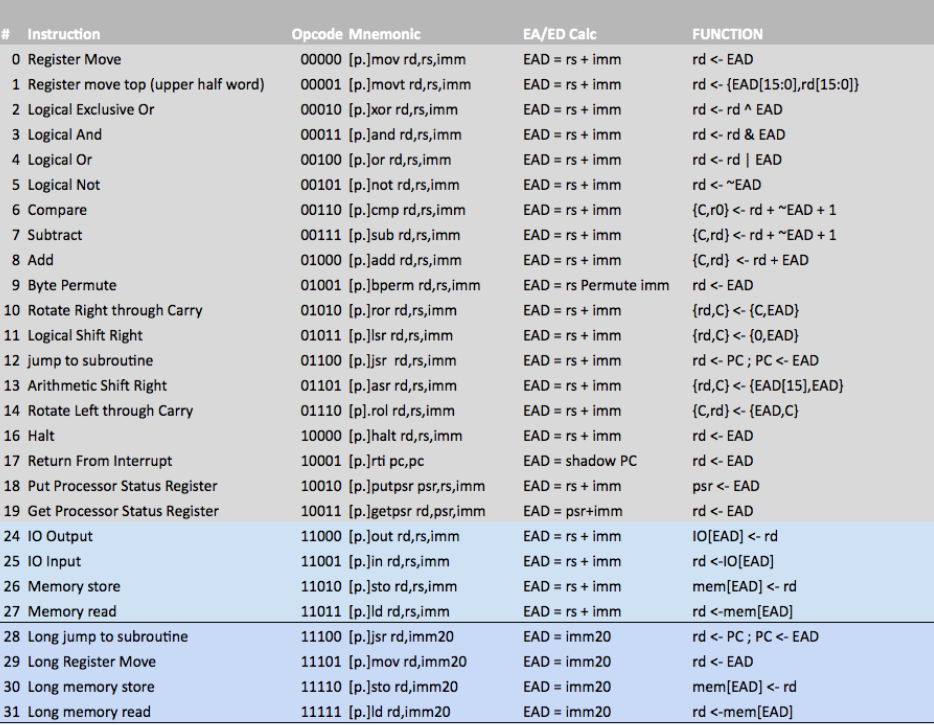 # Instruction Opcode Mnemonic EA/ED Calc FUNCTION
0 Register Move 00000 [p.]mov rd,rs,imm EAD = rs + imm rd <- EAD
1 Register move top (upper half word) 00001 [p.]movt rd,rs,imm EAD = rs + imm rd <- {EAD[15:0],rd[15:0]}
2 Logical Exclusive Or 00010 [p.]xor rd,rs,imm EAD = rs + imm rd <- rd ^ EAD
3 Logical And 00011 [p.]and rd,rs,imm EAD = rs + imm rd <- rd & EAD
4 Logical Or 00100 [p.]or rd,rs,imm EAD = rs + imm rd <- rd | EAD
5 Logical Not 00101 [p.]not rd,rs,imm EAD = rs + imm rd <- ~EAD
6 Compare 00110 [p.]cmp rd,rs,imm EAD = rs + imm {C,r0} <- rd + ~EAD + 1
7 Subtract 00111 [p.]sub rd,rs,imm EAD = rs + imm {C,rd} <- rd + ~EAD + 1
8 Add 01000 [p.]add rd,rs,imm EAD = rs + imm {C,rd} <- rd + EAD
9 Byte Permute 01001 [p.]bperm rd,rs,imm EAD = rs Permute imm rd <- EAD
10 Rotate Right through Carry 01010 [p.]ror rd,rs,imm EAD = rs + imm {rd,C} <- {C,EAD}
11 Logical Shift Right 01011 [p.]lsr rd,rs,imm EAD = rs + imm {rd,C} <- {0,EAD}
12 jump to subroutine 01100 [p.]jsr rd,rs,imm EAD = rs + imm rd <- PC ; PC <- EAD
13 Arithmetic Shift Right 01101 [p.]asr rd,rs,imm EAD = rs + imm {rd,C} <- {EAD[15],EAD}
14 Rotate Left through Carry 01110 [p].rol rd,rs,imm EAD = rs + imm {C,rd} <- {EAD,C}
16 Halt 10000 [p.]halt rd,rs,imm EAD = rs + imm rd <- EAD
17 Return From Interrupt 10001 [p.]rti pc,pc EAD = shadow PC rd <- EAD
18 Put Processor Status Register 10010 [p.]putpsr psr,rs,imm EAD = rs + imm psr <- EAD
19 Get Processor Status Register 10011 [p.]getpsr rd,psr,imm EAD = psr+imm rd <- EAD
24 IO Output 11000 [p.]out rd,rs,imm EAD = rs + imm IO[EAD] <- rd
25 IO Input 11001 [p.]in rd,rs,imm EAD = rs + imm rd <-IO[EAD]
26 Memory store 11010 [p.]sto rd,rs,imm EAD = rs + imm mem[EAD] <- rd
27 Memory read 11011 [p.]ld rd,rs,imm EAD = rs + imm rd <-mem[EAD]
28 Long jump to subroutine 11100 [p.]jsr rd,imm20 EAD = imm20 rd <- PC ; PC <- EAD
29 Long Register Move 11101 [p.]mov rd,imm20 EAD = imm20 rd <- EAD
30 Long memory store 11110 [p.]sto rd,imm20 EAD = imm20 mem[EAD] <- rd
31 Long memory read 11111 [p.]ld rd,imm20 EAD = imm20 rd <-mem[EAD]